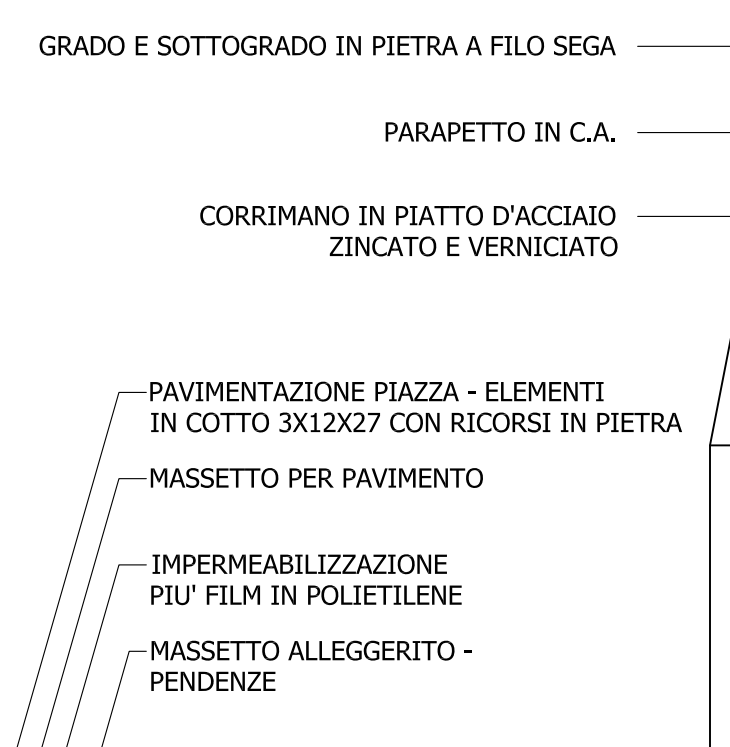 GRADO E SOTTOGRADO IN PIETRA A FILO SEGA
PARAPETTO IN C.A.
CORRIMANO IN PIATTO D'ACCIAIO
ZINCATO E VERNICIATO
PAVIMENTAZIONE PIAZZA - ELEMENTI
IN COTTO 3X12X27 CON RICORSI IN PIETRA
MASSETTO PER PAVIMENTO
IMPERMEABILIZZAZIONE
PIU' FILM IN POLIETILENE
MASSETTO ALLEGGERITO -
PENDENZE